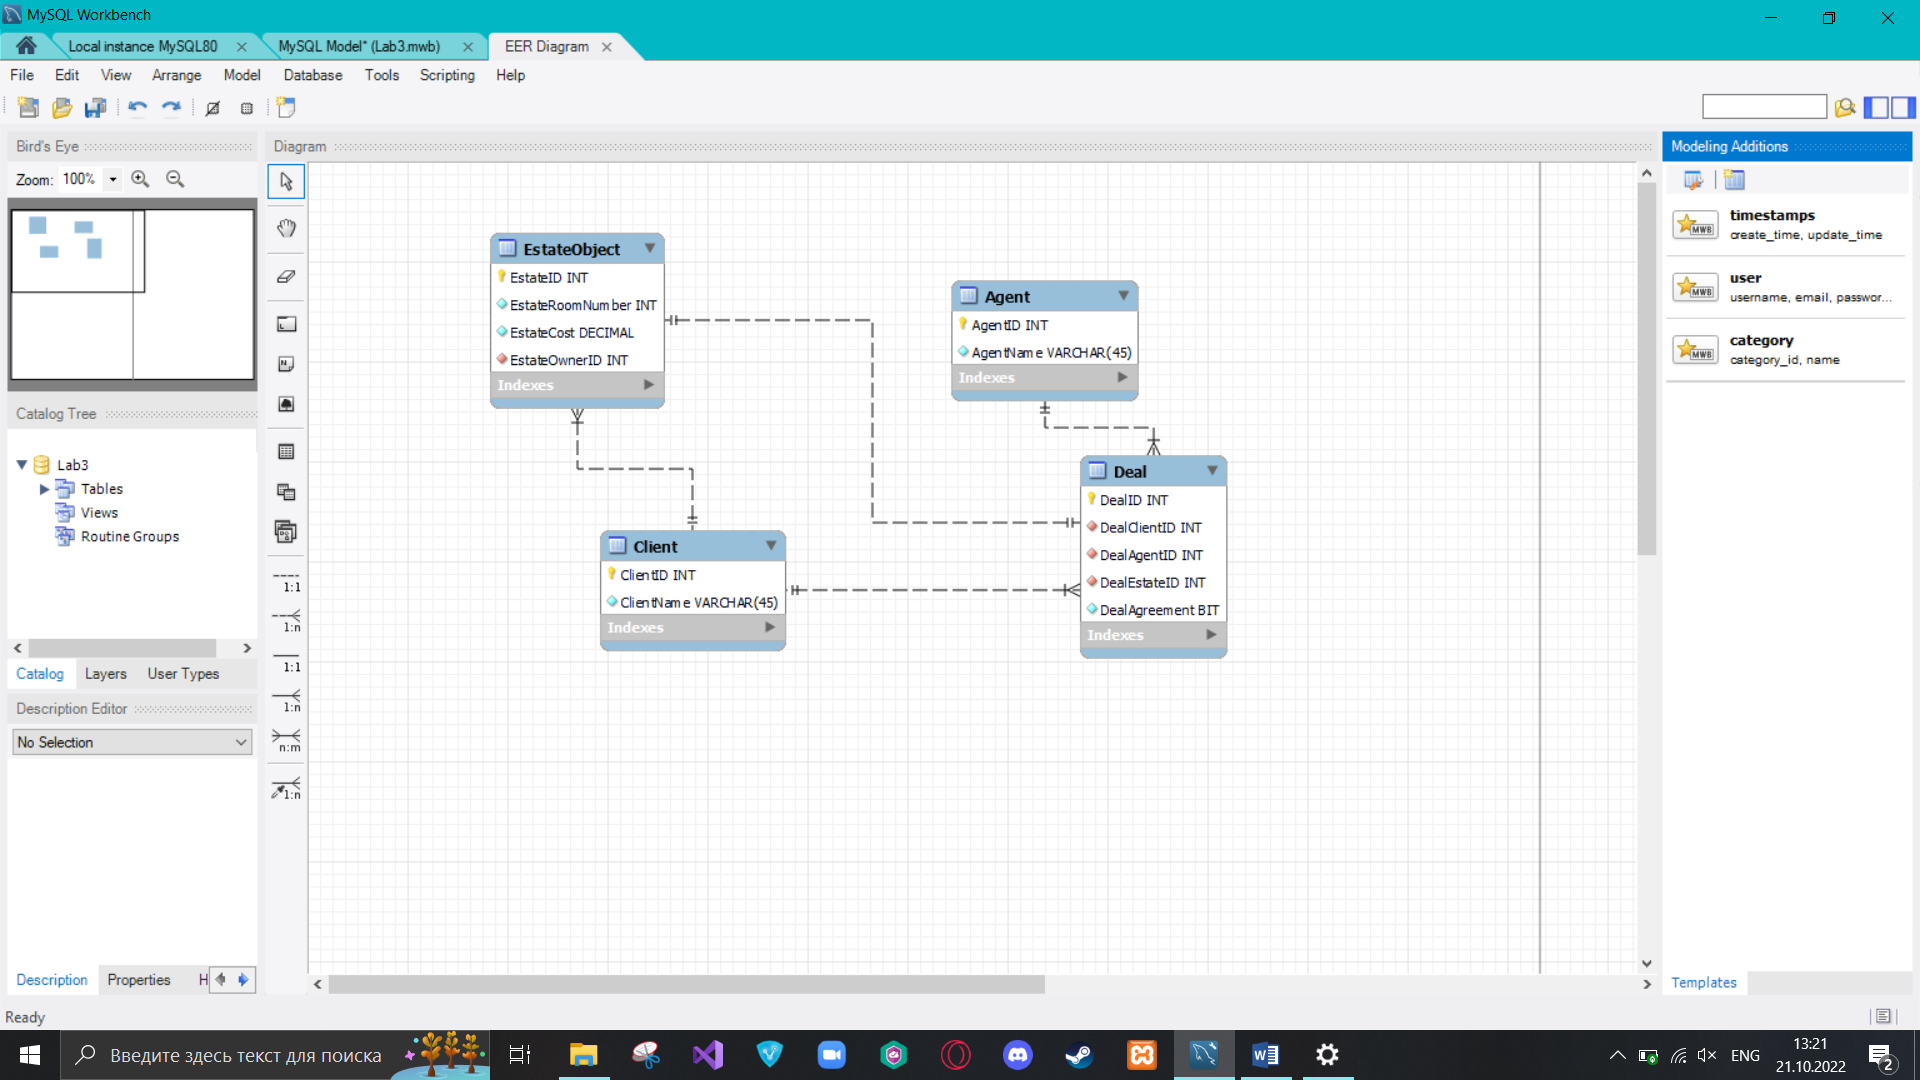 MySQL Workbench
Local instance MySQL80
MySQL Model* (Lab3.mwb)
EER Diagram
File Edit View Arrange Model Database Tools Scripting Help
Bird's Eye
Zoom: 100%
Catalog Tree
Lab3
Tables
Views
Routine Groups
Catalog Layers User Types
Description Editor
No Selection
Description Properties H
Ready
Diagram
1:1
1:n
1:1
1:n
n:m
1:n
EstateObject
EstateID INT
EstateRoomNumber INT
EstateCost DECIMAL
EstateOwnerID INT
Indexes
Agent
AgentID INT
AgentName VARCHAR(45)
Indexes
Client
ClientID INT
ClientName VARCHAR(45)
Indexes
Deal
DealID INT
DealClientID INT
DealAgentID INT
DealEstateID INT
DealAgreement BIT
Indexes
Modeling Additions
MWB
timestamps
create_time, update_time
MWB
user
username, email, passwor...
MWB
category
category_id, name
Templates
Введите здесь текст для поиска
ENG
13:21
21.10.2022
2